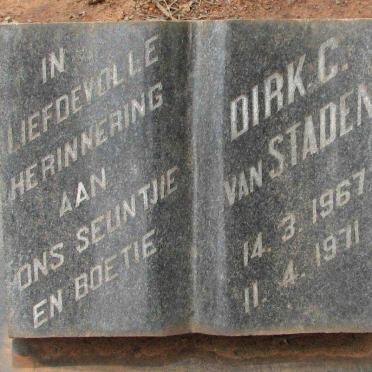 IN
LIEFDEVOLLE
HERINNERING
AAN
ONS SEUNTJIE
EN BOETIE
DIRK. C.
VAN STADEN
14. 3. 1967
11. 4. 1971